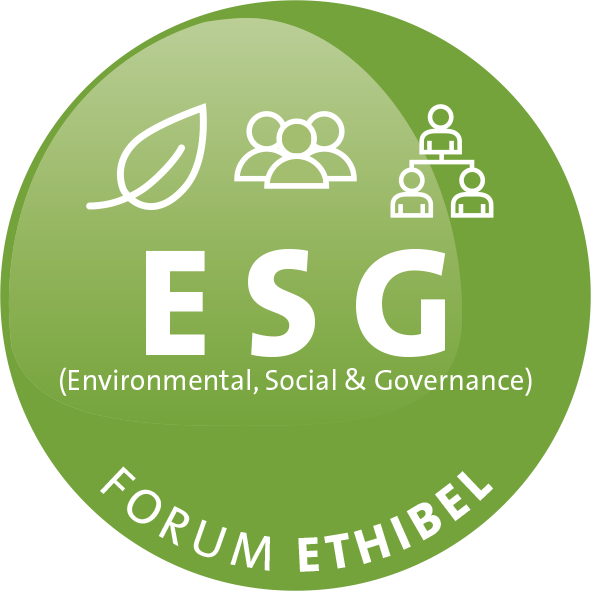 ESG
(Environmental, Social & Governance)
FORUM ETHIBEL